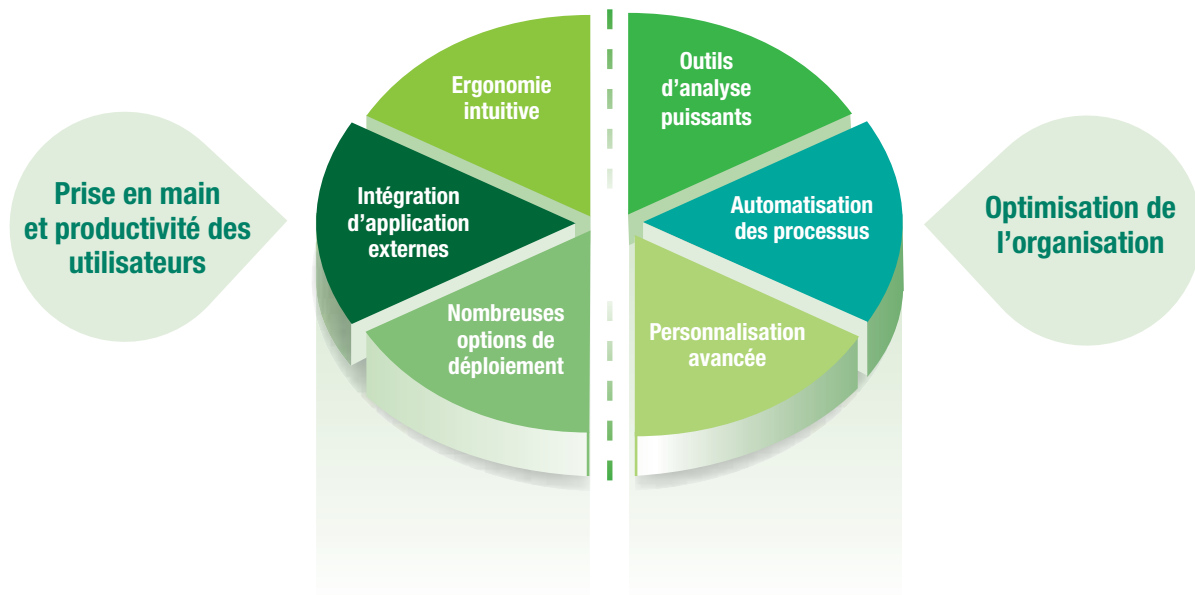 Prise en main
et productivité des
utilisateurs
Ergonomie
intuitive
Intégration
d'application
externes
Nombreuses
options de
déploiement
Outils
d'analyse
puissants
Automatisation
des processus
Personnalisation
avancée
Optimisation de
l'organisation